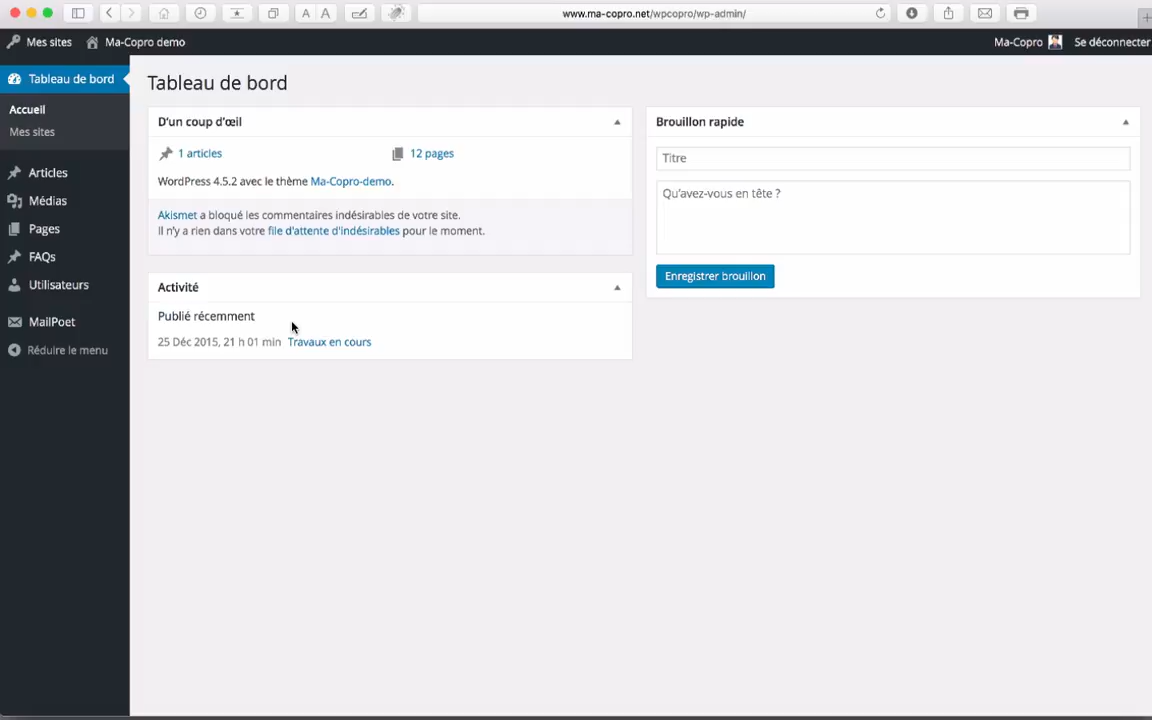 www.ma-copro.net/wpcopro/wp-admin/
Mes sites
Ma-Copro demo
Ma-Copro
Se déconnecter
Tableau de bord
Accueil
Mes sites
Articles
Médias
Pages
FAQs
Utilisateurs
MailPoet
Réduire le menu
Tableau de bord
D'un coup d'œil
1 articles
12 pages
WordPress 4.5.2 avec le thème Ma-Copro-demo.
Akismet a bloqué les commentaires indésirables de votre site.
Il n'y a rien dans votre file d'attente d'indésirables pour le moment.
Activité
Publié récemment
25 Déc 2015, 21 h 01 min Travaux en cours
Brouillon rapide
Titre
Qu'avez-vous en tête ?
Enregistrer brouillon